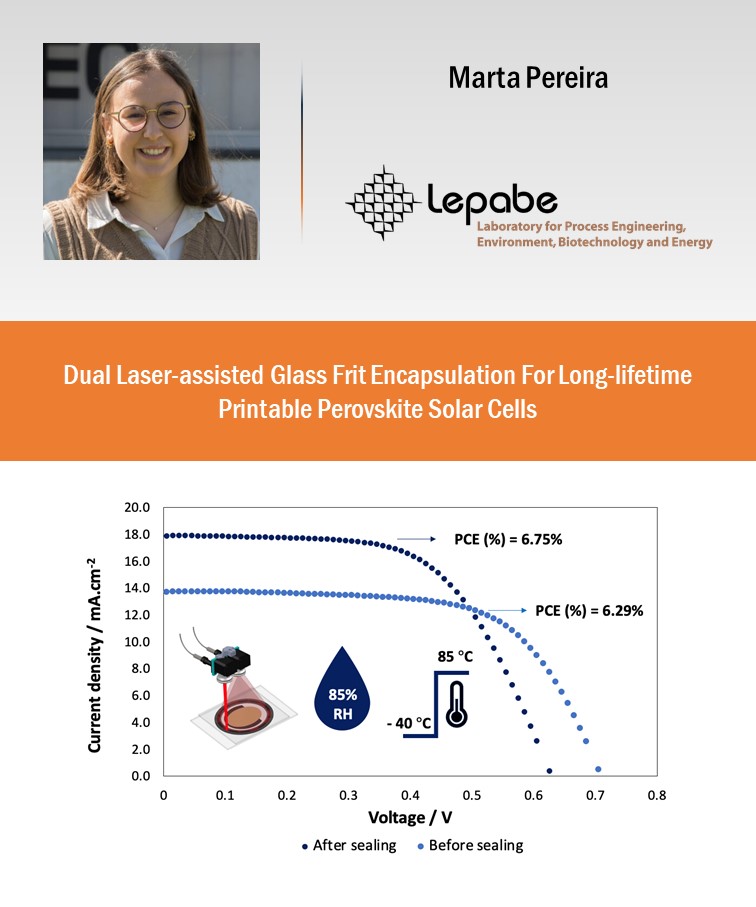 EC
Marta Pereira
Lepabe
Laboratory for Process Engineering,
Environment, Biotechnology and Energy
Dual Laser-assisted Glass Frit Encapsulation For Long-lifetime
Printable Perovskite Solar Cells
Current density / mA.cm-2
20.0
18.0
16.0
14.0
12.0
10.0
8.0
6.0
4.0
2.0
0.0
PCE (%) = 6.75%
PCE (%) = 6.29%
85%
RH
85 °C
- 40 °C
0
0.1
0.2
0.3
0.4
0.5
0.6
0.7
0.8
Voltage / V
After sealing
Before sealing